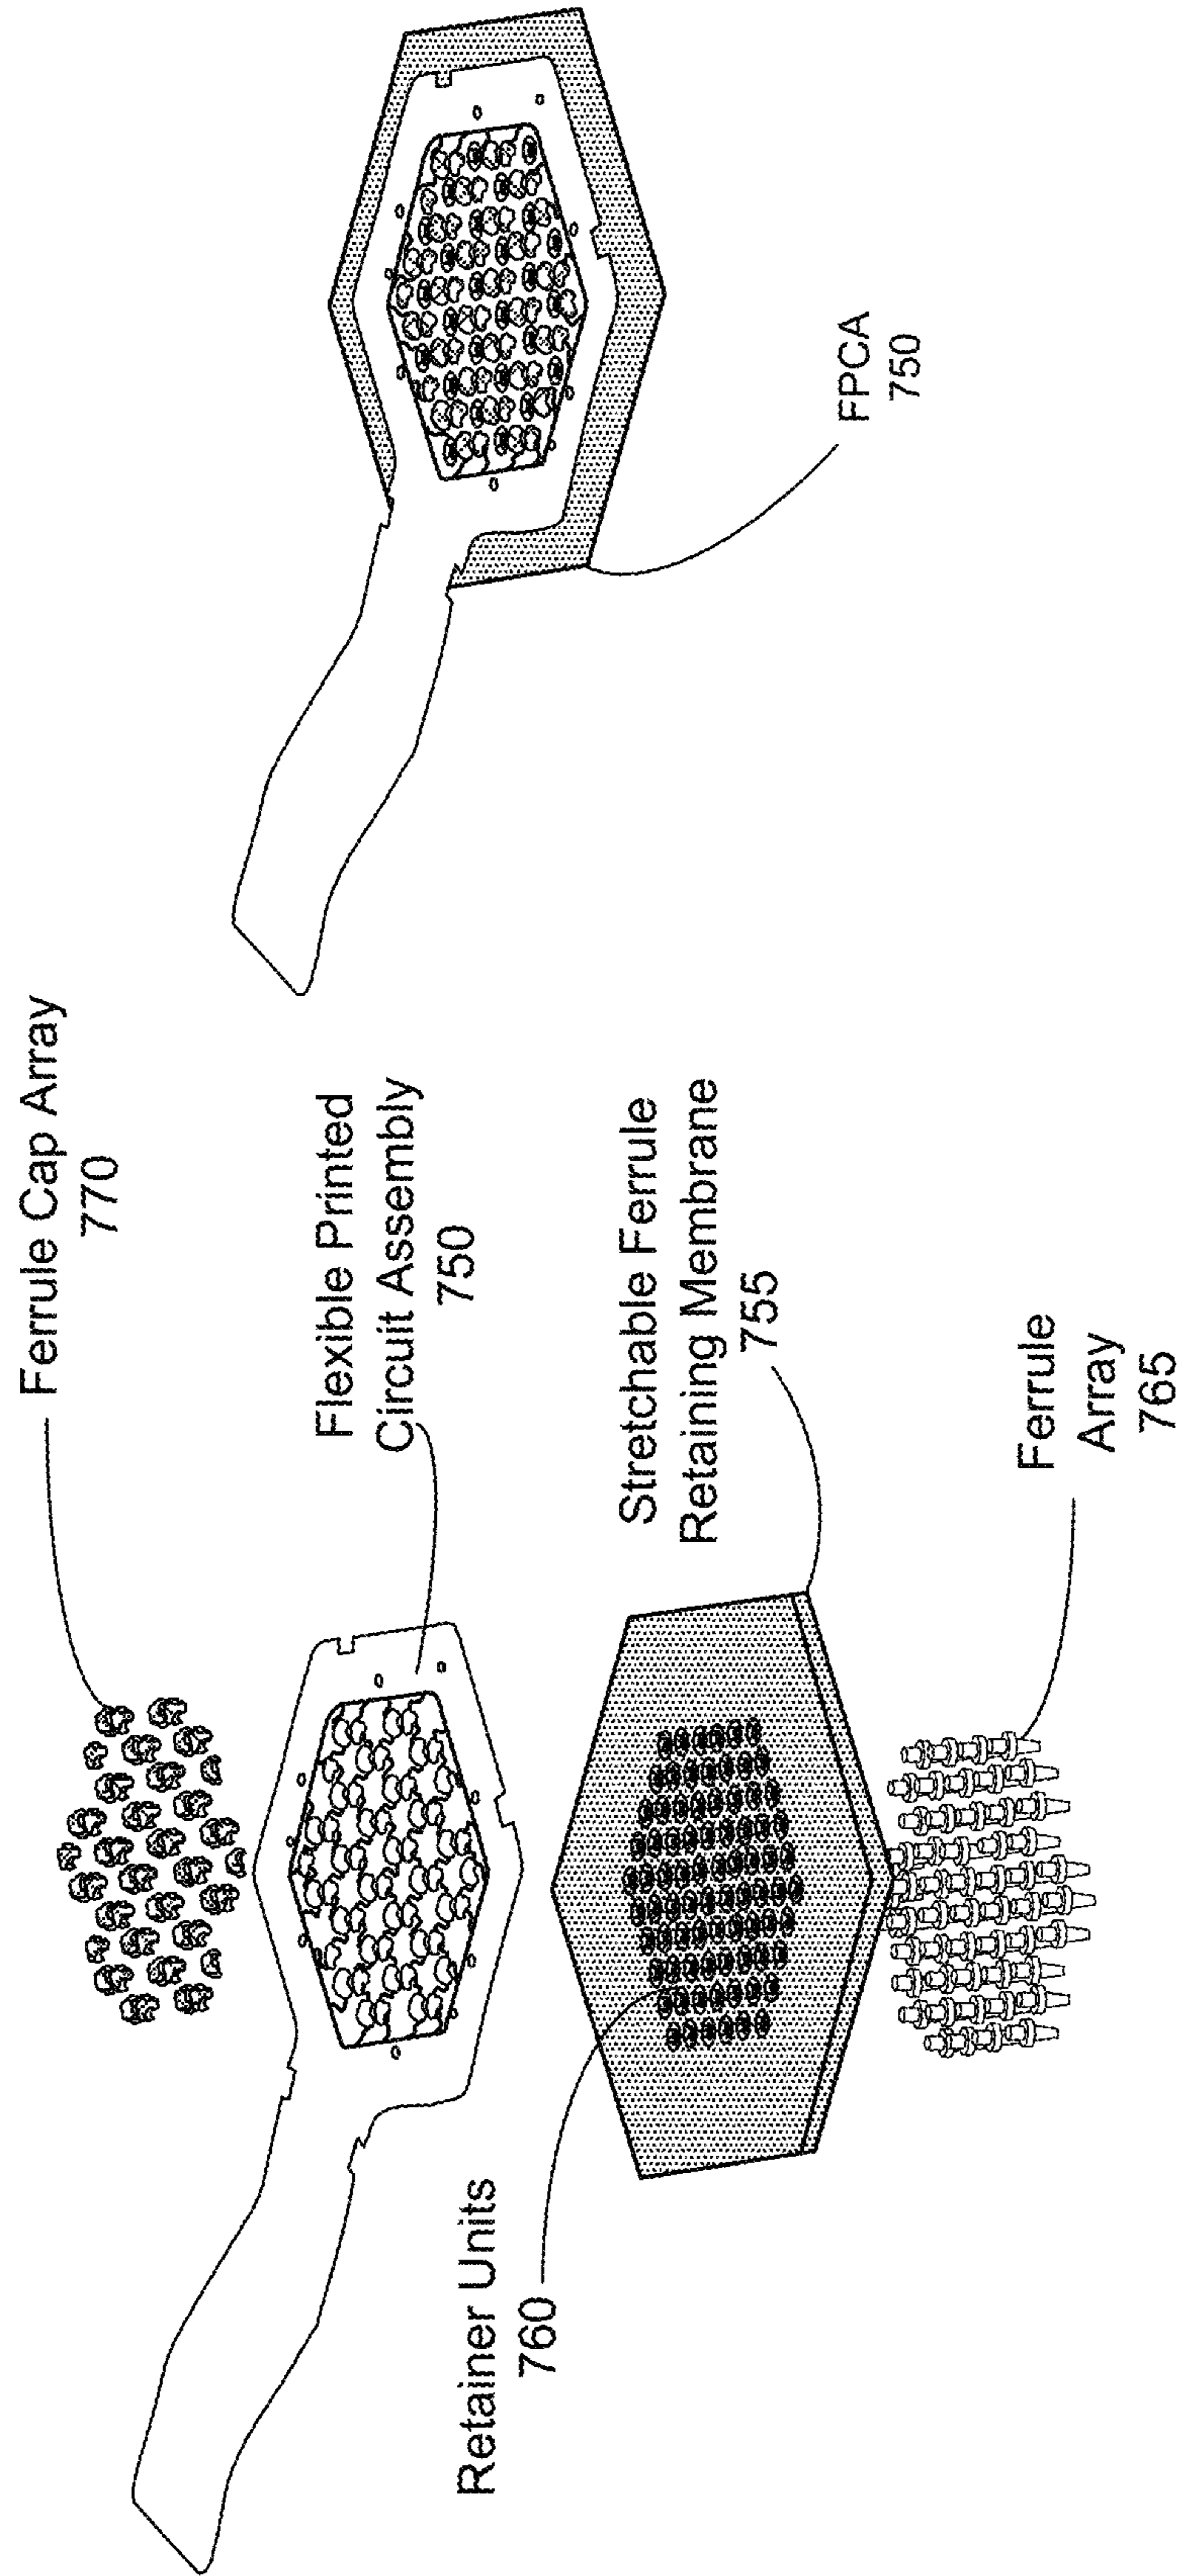 Ferrule Cap Array
770
Flexible Printed
Circuit Assembly
750
Stretchable Ferrule
Retaining Membrane
755
Retainer Units
760
Ferrule
Array
765
FPCA
750